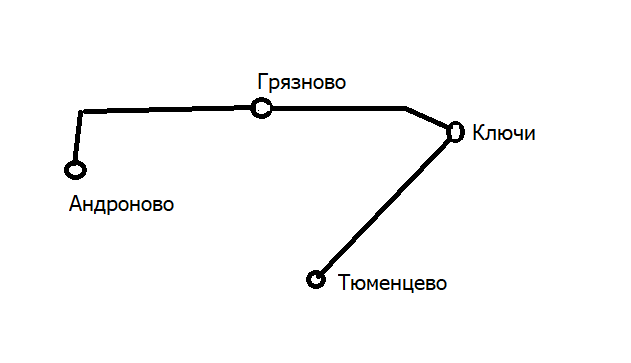 Грязново
Ключи
Андроново
Тюменцево